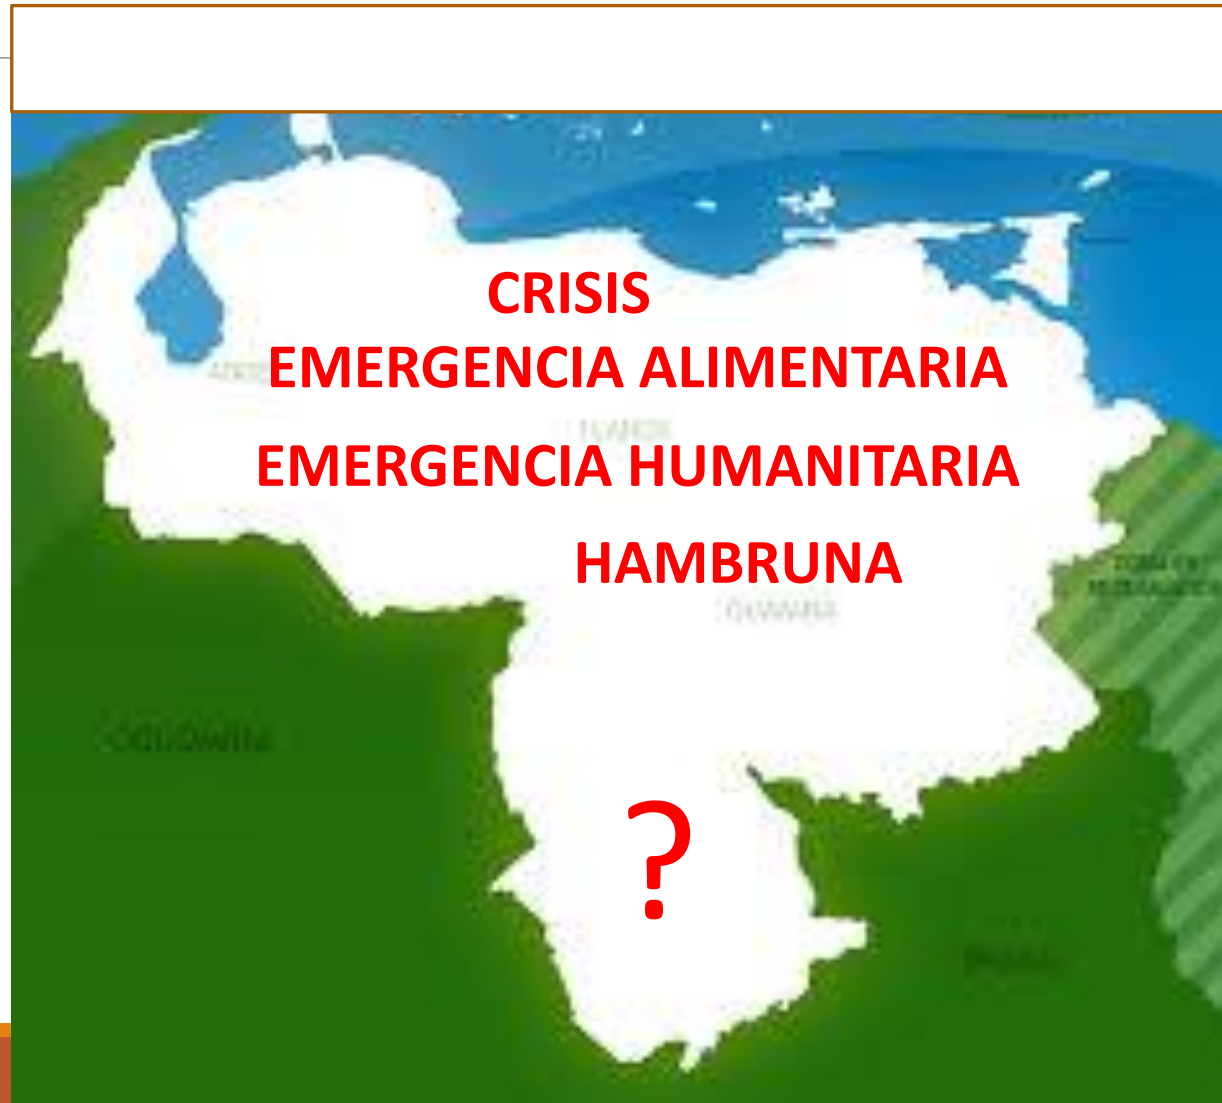 CRISIS
EMERGENCIA ALIMENTARIA
EMERGENCIA HUMANITARIA
HAMBRUNA
?